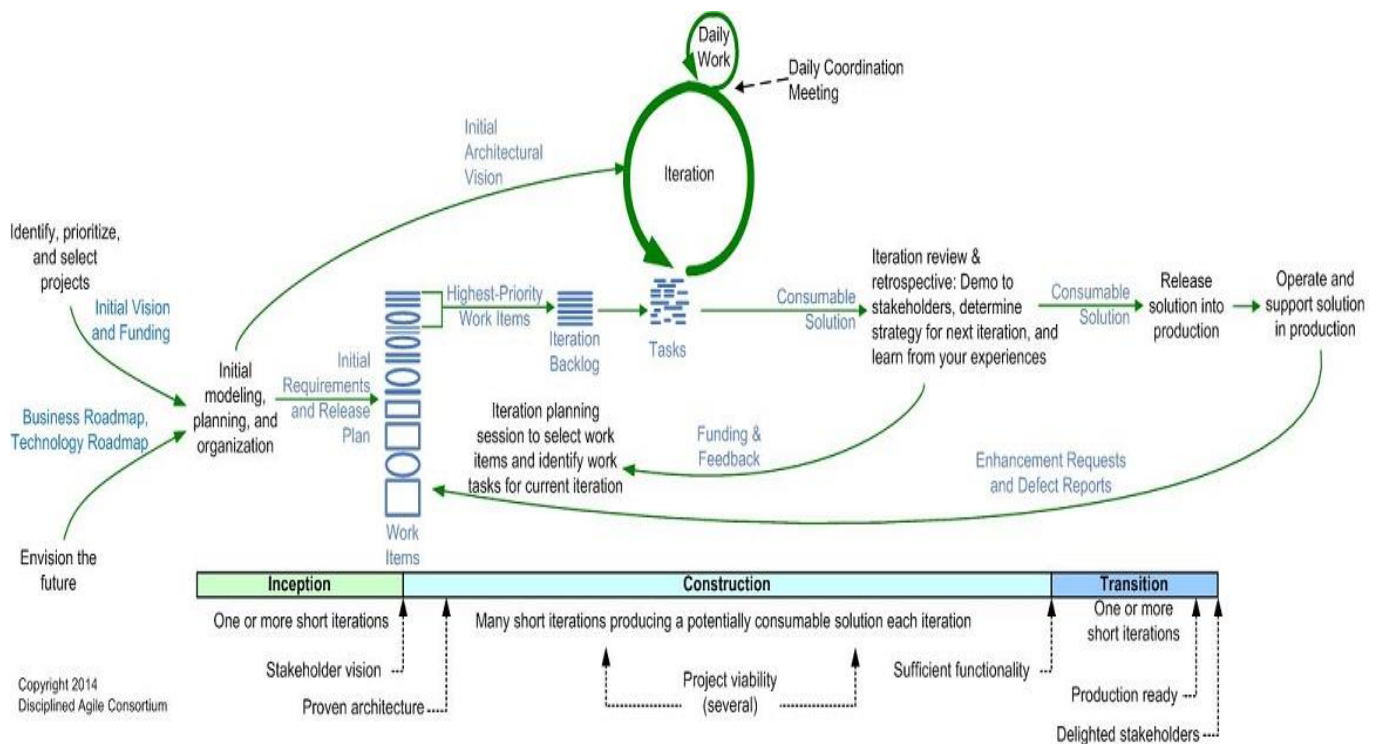 Daily
Work
Daily Coordination
Meeting
Initial
Architectural
Vision
Iteration
Identify, prioritize,
and select
projects
Initial Vision
and Funding
Business Roadmap,
Technology Roadmap
Envision the
future
Initial
modeling,
planning, and
organization
Initial
Requirements
and Release
Plan
Work
Items
Highest-Priority
Work Items
Iteration
Backlog
Tasks
Consumable
Solution
Iteration review &
retrospective: Demo to
stakeholders, determine
strategy for next iteration, and
learn from your experiences
Consumable
Solution
Release
solution into
production
Operate and
support solution
in production
Iteration planning
session to select work
items and identify work
tasks for current iteration
Funding &
Feedback
Enhancement Requests
and Defect Reports
Inception
Construction
Transition
One or more short iterations
Many short iterations producing a potentially consumable solution each iteration
One or more
short iterations
Stakeholder vision
Proven architecture
Project viability
(several)
Sufficient functionality
Production ready
Delighted stakeholders
Copyright 2014
Disciplined Agile Consortium